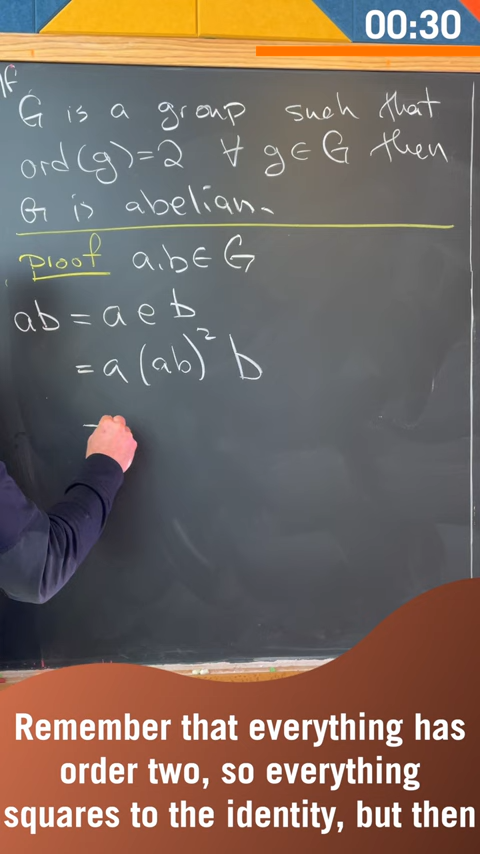 00:30
If
G is a group such that
ord(g)=2 ∀ g∈G then
G is abelian.
Proof a,b∈G
ab = a e b
= a (ab)² b
Remember that everything has
order two, so everything
squares to the identity, but then